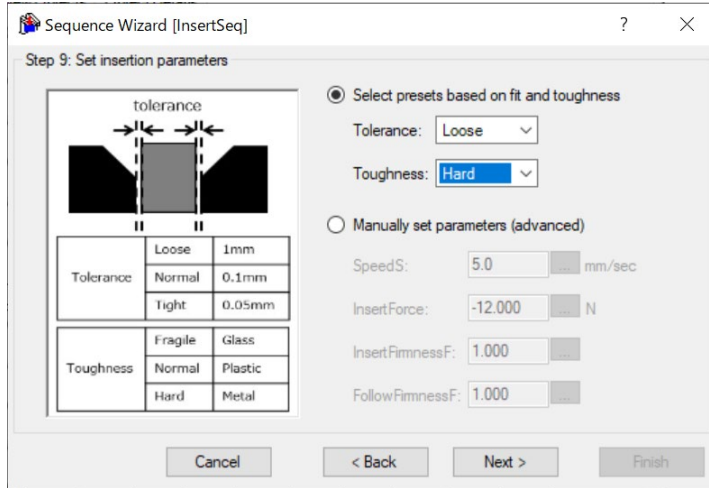 Sequence Wizard [InsertSeq]
?
Step 9: Set insertion parameters
tolerance
Tolerance
Loose 1mm
Normal 0.1mm
Tight 0.05mm
Toughness
Fragile Glass
Normal Plastic
Hard Metal
Select presets based on fit and toughness
Tolerance: Loose
Toughness: Hard
Manually set parameters (advanced)
SpeedS: 5.0 ... mm/sec
InsertForce: -12.000 ... N
InsertFirmnessF: 1.000 ...
FollowFirmnessF: 1.000 ...
Cancel
< Back
Next >
Finish